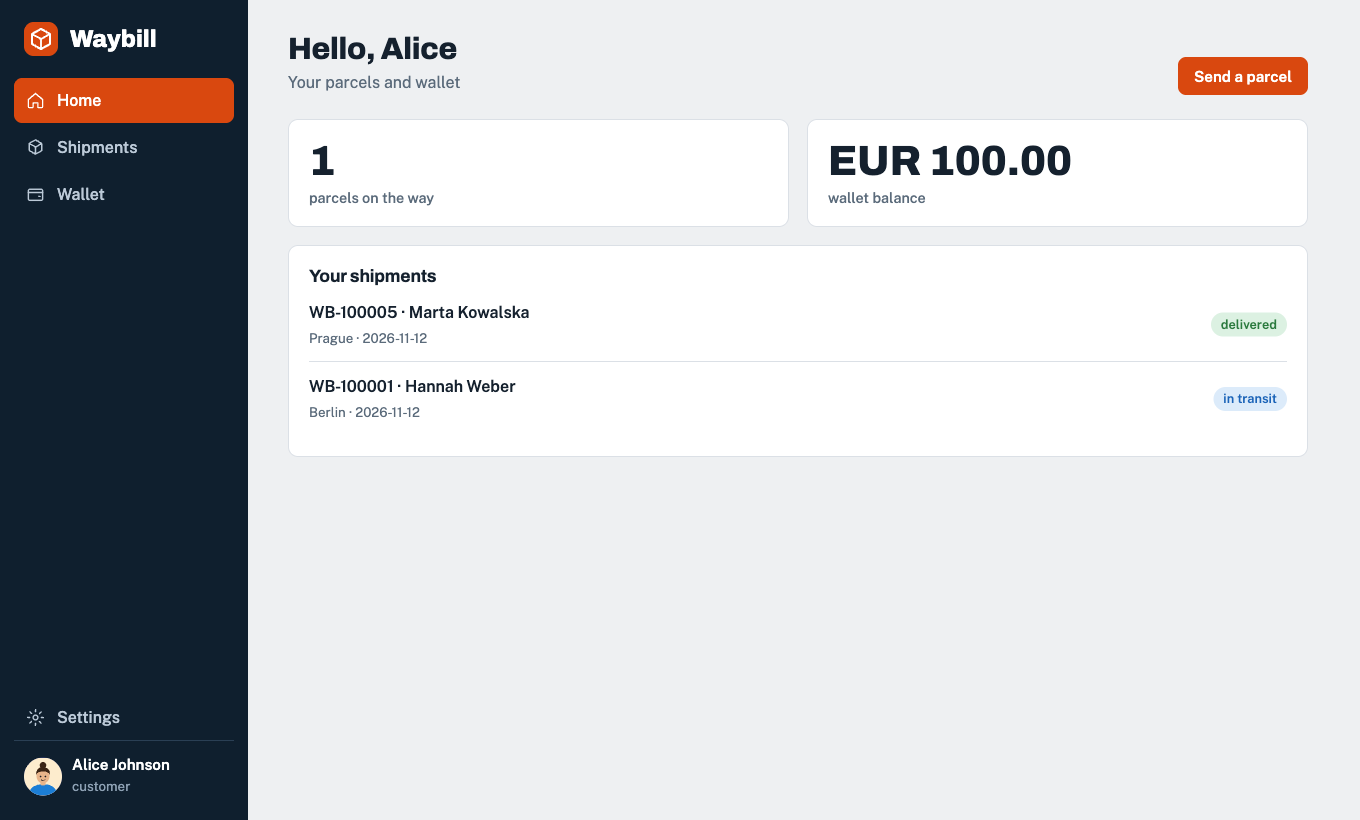 Waybill
Home
Shipments
Wallet
Settings
Alice Johnson
customer
Hello, Alice
Your parcels and wallet
Send a parcel
1
parcels on the way
EUR 100.00
wallet balance
Your shipments
WB-100005 · Marta Kowalska
Prague · 2026-11-12
delivered
WB-100001 · Hannah Weber
Berlin · 2026-11-12
in transit